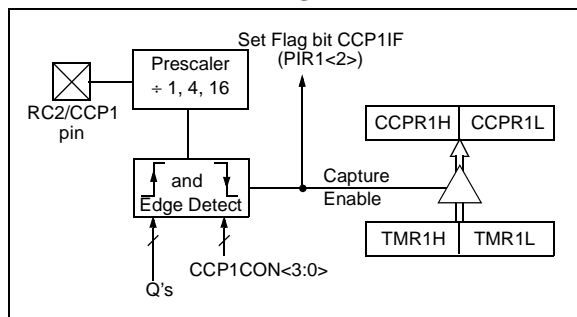 Set Flag bit CCP1IF
(PIR1<2>)
Prescaler
÷ 1, 4, 16
RC2/CCP1
pin
CCPR1H CCPR1L
and
Edge Detect
Capture
Enable
TMR1H TMR1L
CCP1CON<3:0>
Q's